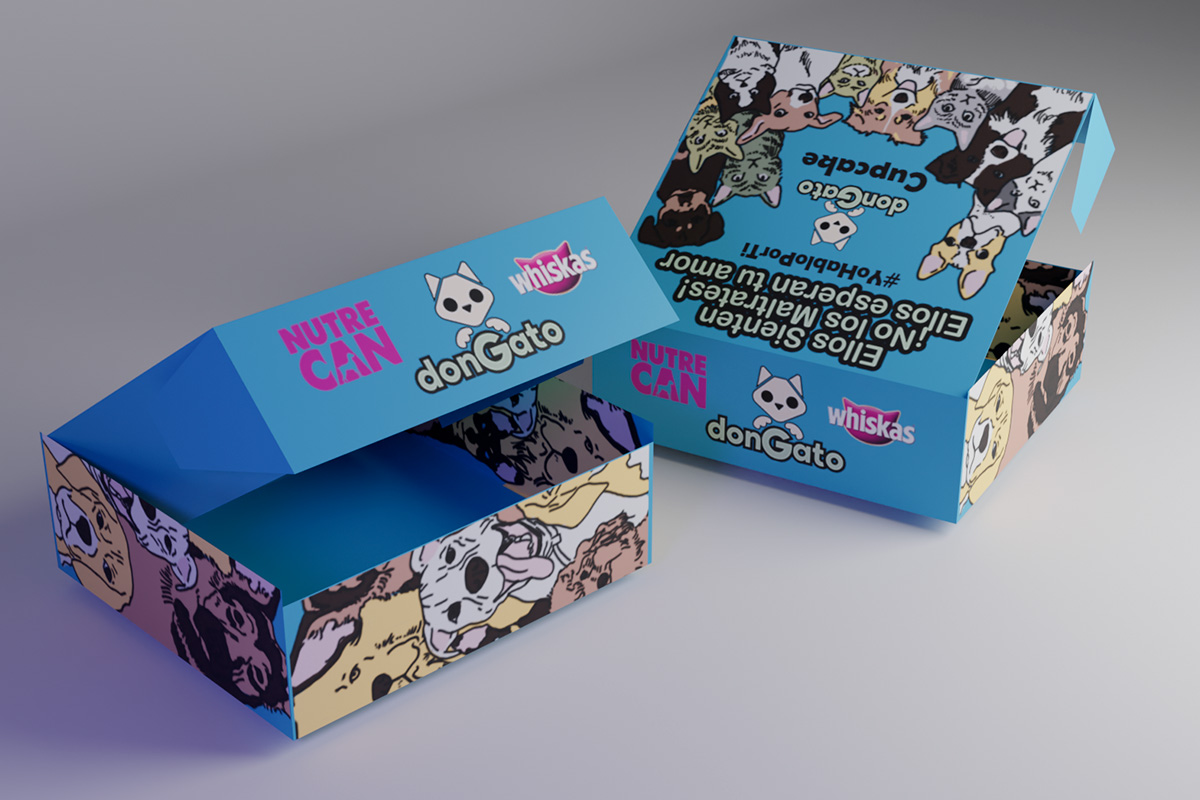 NUTRE
CAN
donGato
whiskas
Ellos Sienten
¡No los Maltrates!
Ellos esperan tu amor
#YoHabloPorTi
donGato
Cupcake
NUTRE
CAN
donGato
whiskas